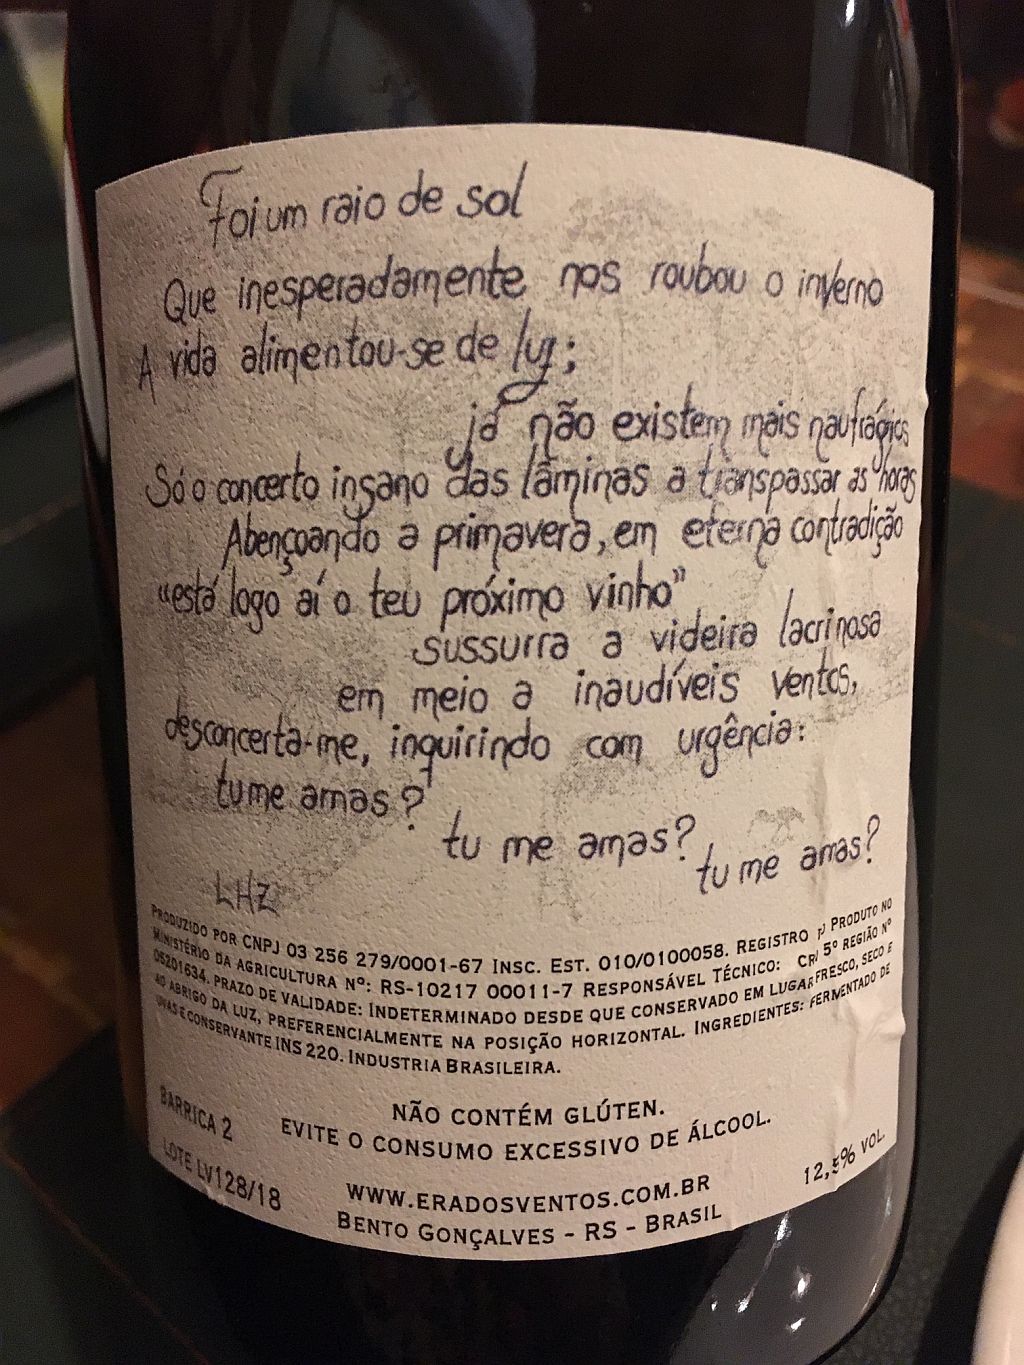 Foi um raio de sol
Que inesperadamente nos roubou o inverno
A vida alimentou-se de luz;
já não existem mais naufrágios
Só o concerto insano das lâminas a transpassar as horas
Abençoando a primavera, em eterna contradição
"está logo aí o teu próximo vinho"
sussurra a videira lacrinosa
em meio a inaudíveis ventos,
desconcerta-me, inquirindo com urgência:
tu me amas?
tu me amas?
tu me amas?
LHZ
PRODUZIDO POR CNPJ 03 256 279/0001-67 INSC. EST. 010/0100058. REGISTRO PRODUTO NO
MINISTÉRIO DA AGRICULTURA Nº: RS-10217 00011-7 RESPONSÁVEL TÉCNICO: 5º REGIÃO Nº
05201634. PRAZO DE VALIDADE: INDETERMINADO DESDE QUE CONSERVADO EM LUGAR FRESCO, SECO E
AO ABRIGO DA LUZ, PREFERENCIALMENTE NA POSIÇÃO HORIZONTAL. INGREDIENTES: FERMENTADO DE
UVAS E CONSERVANTE INS 220. INDUSTRIA BRASILEIRA.
NÃO CONTÉM GLÚTEN.
EVITE O CONSUMO EXCESSIVO DE ÁLCOOL.
BARRICA 2
LOTE LV128/18
12,5% VOL.
WWW.ERADOSVENTOS.COM.BR
BENTO GONÇALVES - RS - BRASIL